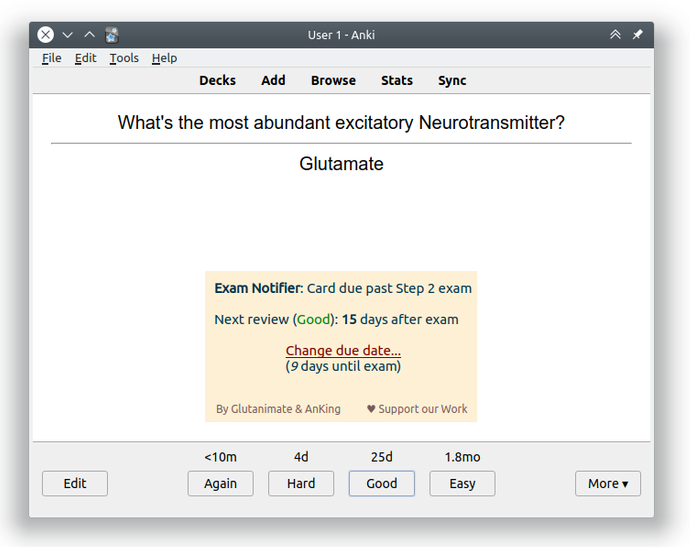 User 1 - Anki
File Edit Tools Help
Decks Add Browse Stats Sync
What's the most abundant excitatory Neurotransmitter?
Glutamate
Exam Notifier: Card due past Step 2 exam
Next review (Good): 15 days after exam
Change due date...
(9 days until exam)
By Glutanimate & AnKing ♥ Support our Work
<10m 4d 25d 1.8mo
Edit Again Hard Good Easy More ▾